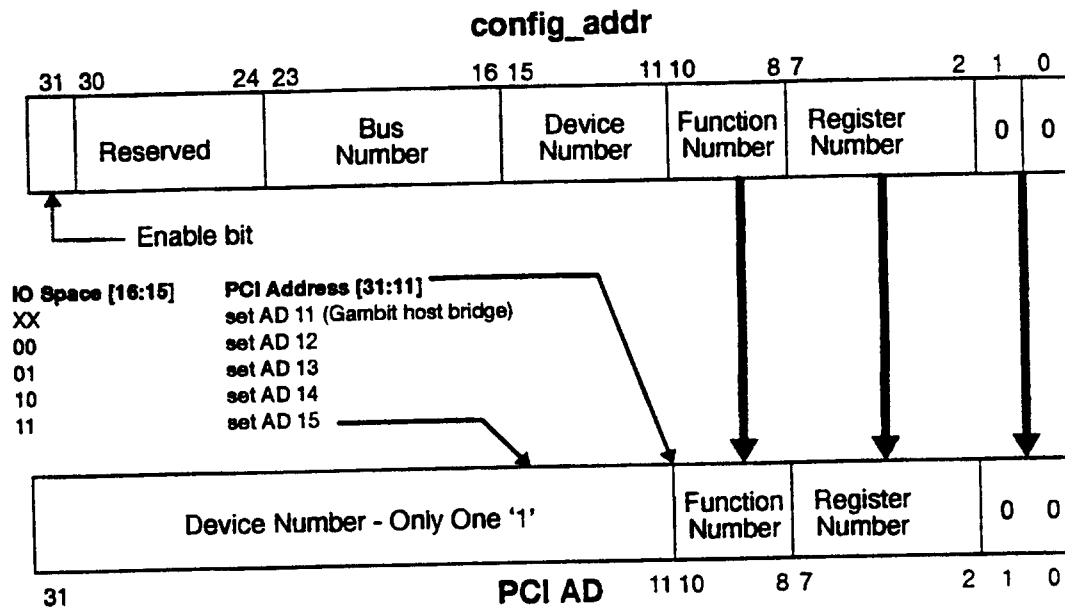 config_addr
31 30 24 23 16 15 11 10 8 7 2 1 0
Reserved Bus Number Device Number Function Number Register Number 0 0
Enable bit
IO Space [16:15] PCI Address [31:11]
XX set AD 11 (Gambit host bridge)
00 set AD 12
01 set AD 13
10 set AD 14
11 set AD 15
Device Number - Only One '1' Function Number Register Number 0 0
31 PCI AD 11 10 8 7 2 1 0